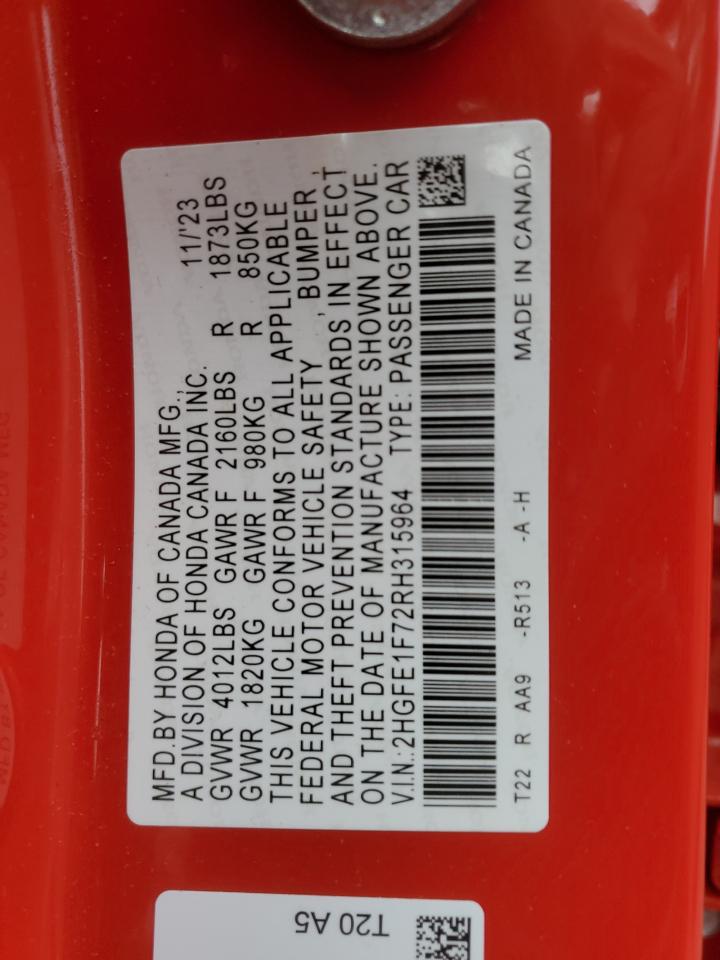 MFD.BY HONDA OF CANADA MFG.,
A DIVISION OF HONDA CANADA INC. 11/'23
GVWR 4012LBS GAWR F 2160LBS R 1873LBS
GVWR 1820KG GAWR F 980KG R 850KG
THIS VEHICLE CONFORMS TO ALL APPLICABLE
FEDERAL MOTOR VEHICLE SAFETY , BUMPER ,
AND THEFT PREVENTION STANDARDS IN EFFECT
ON THE DATE OF MANUFACTURE SHOWN ABOVE.
V.I.N.:2HGFE1F72RH315964 TYPE: PASSENGER CAR
T22 R AA9 -R513 -A -H MADE IN CANADA
T20 A5